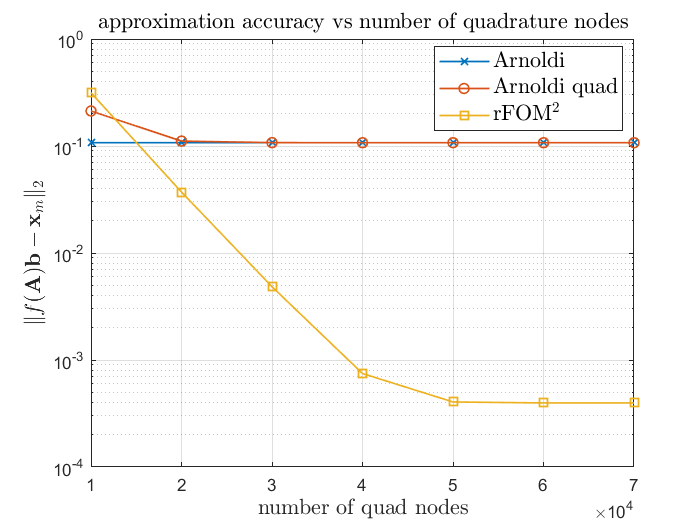 approximation accuracy vs number of quadrature nodes
Arnoldi
Arnoldi quad
rFOM²
‖f(A)b − xₘ‖₂
10⁰
10⁻¹
10⁻²
10⁻³
10⁻⁴
1 2 3 4 5 6 7
number of quad nodes
×10⁴